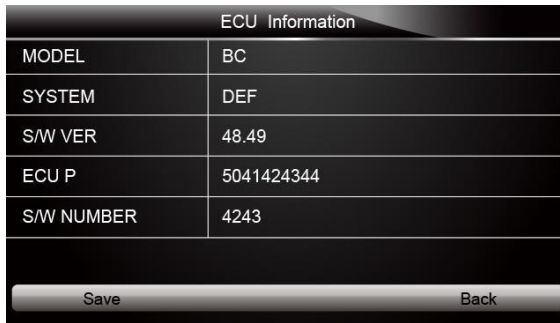 ECU Information
MODEL BC
SYSTEM DEF
S/W VER 48.49
ECU P 5041424344
S/W NUMBER 4243
Save Back